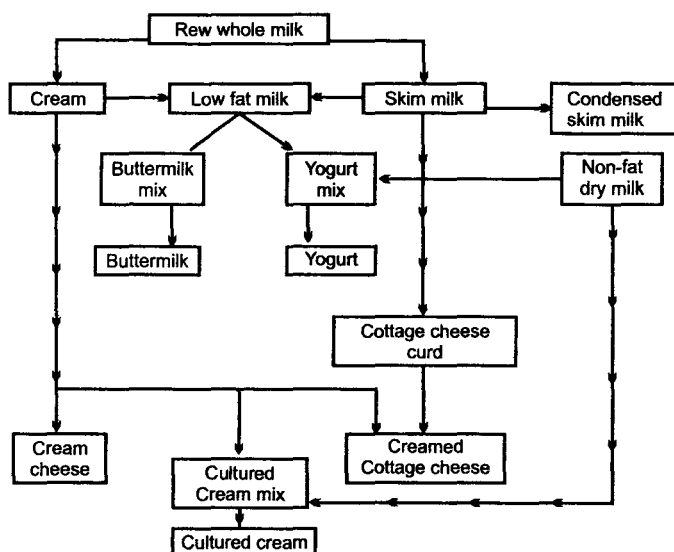 Rew whole milk
Cream
Low fat milk
Skim milk
Condensed
skim milk
Buttermilk
mix
Yogurt
mix
Non-fat
dry milk
Buttermilk
Yogurt
Cottage cheese
curd
Cream
cheese
Creamed
Cottage cheese
Cultured
Cream mix
Cultured cream